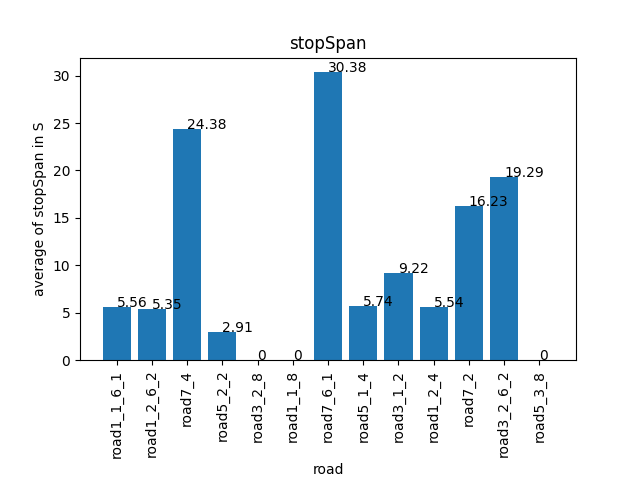 stopSpan
average of stopSpan in S
30
25
20
15
10
5
0
5.56
5.35
24.38
2.91
0
0
30.38
5.74
9.22
5.54
16.23
19.29
0
road1_1_6_1
road1_2_6_2
road7_4
road5_2_2
road3_2_8
road1_1_8
road7_6_1
road5_1_4
road3_1_2
road1_2_4
road7_2
road3_2_6_2
road5_3_8
road